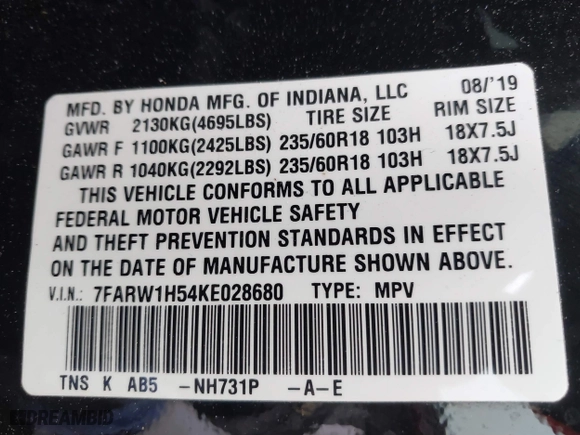 MFD. BY HONDA MFG. OF INDIANA, LLC 08/'19
GVWR 2130KG(4695LBS) TIRE SIZE RIM SIZE
GAWR F 1100KG(2425LBS) 235/60R18 103H 18X7.5J
GAWR R 1040KG(2292LBS) 235/60R18 103H 18X7.5J
THIS VEHICLE CONFORMS TO ALL APPLICABLE
FEDERAL MOTOR VEHICLE SAFETY
AND THEFT PREVENTION STANDARDS IN EFFECT
ON THE DATE OF MANUFACTURE SHOWN ABOVE.
V.I.N.: 7FARW1H54KE028680 TYPE: MPV
TNS K AB5 -NH731P -A-E
DREAMBID